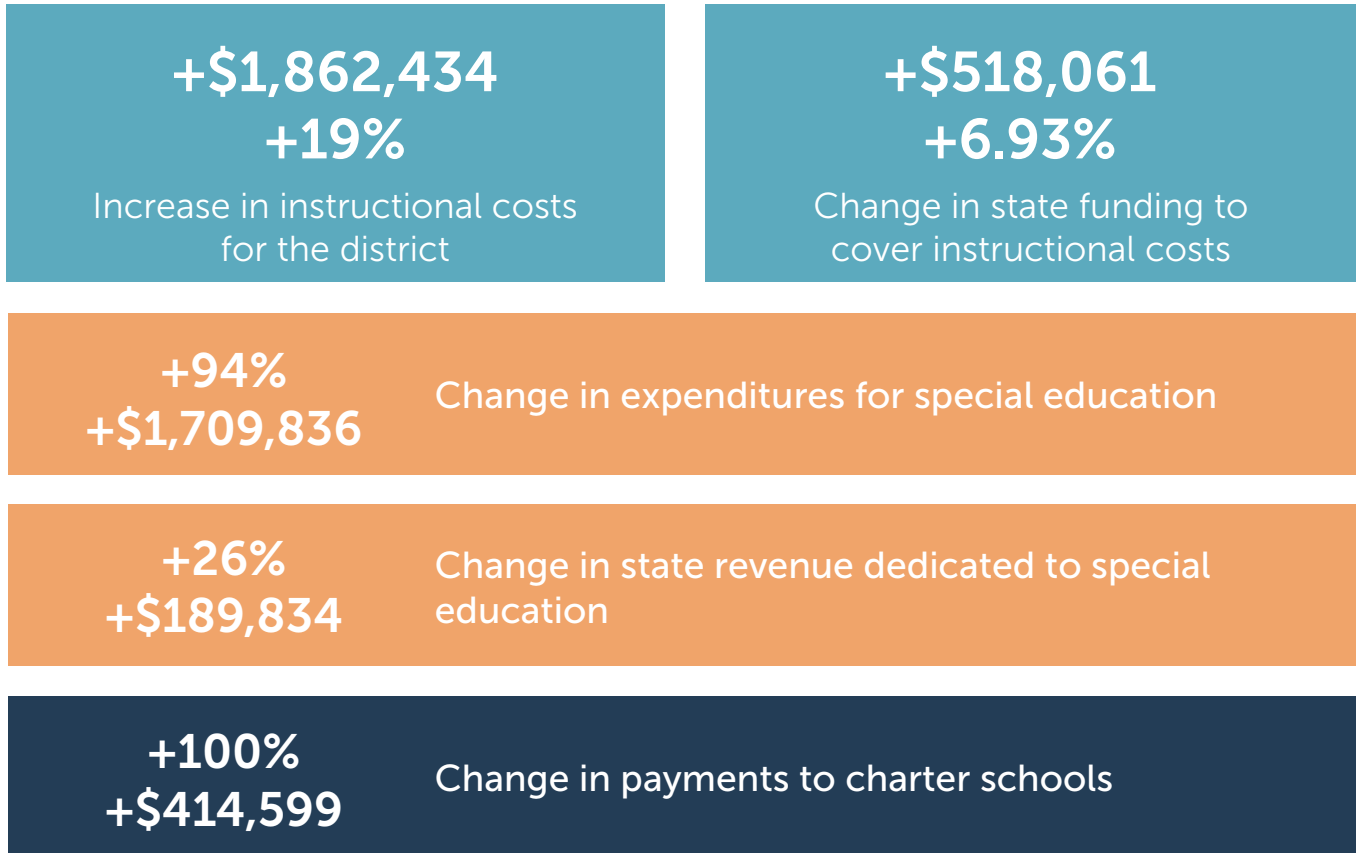 +$1,862,434
+19%
Increase in instructional costs
for the district
+$518,061
+6.93%
Change in state funding to
cover instructional costs
+94%
+$1,709,836
Change in expenditures for special education
+26%
+$189,834
Change in state revenue dedicated to special
education
+100%
+$414,599
Change in payments to charter schools